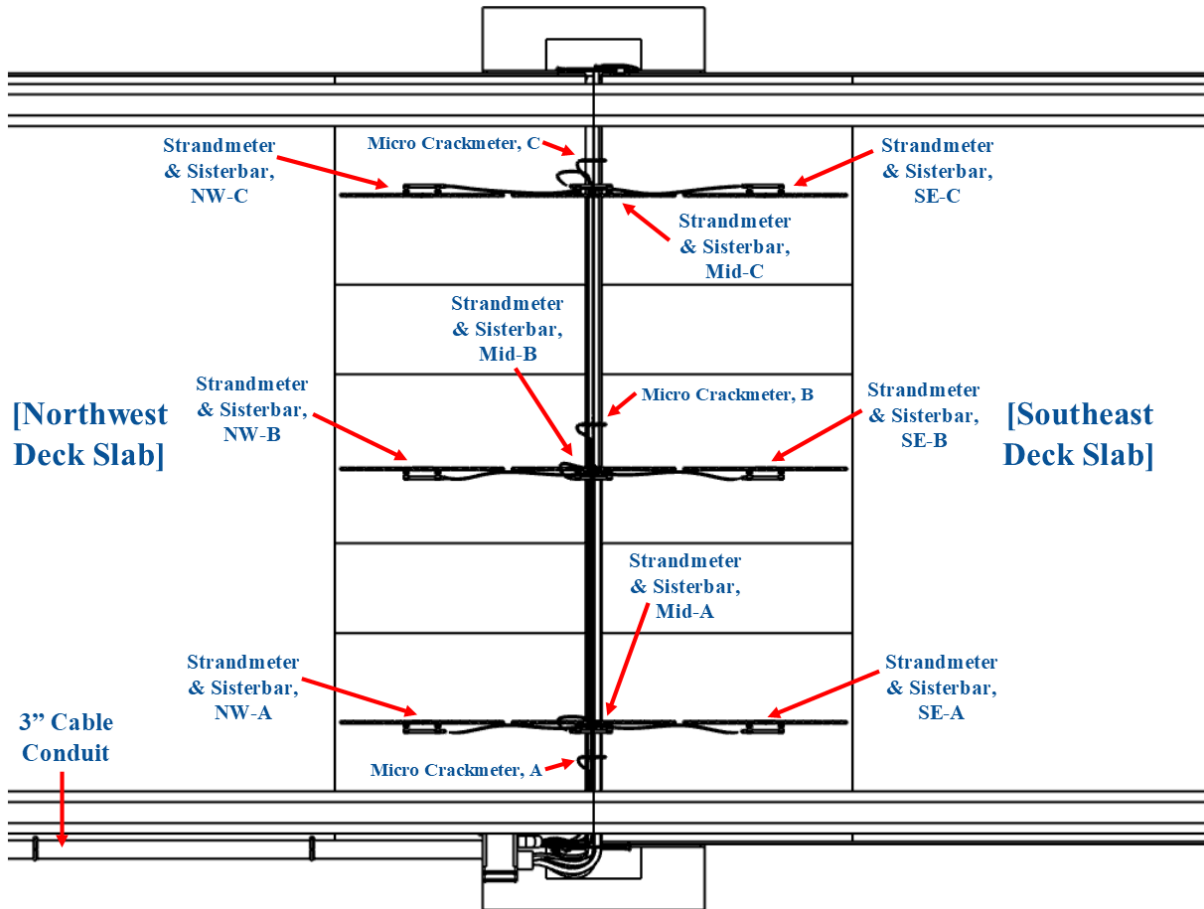 Micro Crackmeter, C
Strandmeter
& Sisterbar,
NW-C
Strandmeter
& Sisterbar,
SE-C
Strandmeter
& Sisterbar,
Mid-C
Strandmeter
& Sisterbar,
Mid-B
Strandmeter
& Sisterbar,
NW-B
Micro Crackmeter, B
Strandmeter
& Sisterbar,
SE-B
[Northwest
Deck Slab]
[Southeast
Deck Slab]
Strandmeter
& Sisterbar,
Mid-A
Strandmeter
& Sisterbar,
NW-A
Strandmeter
& Sisterbar,
SE-A
3” Cable
Conduit
Micro Crackmeter, A